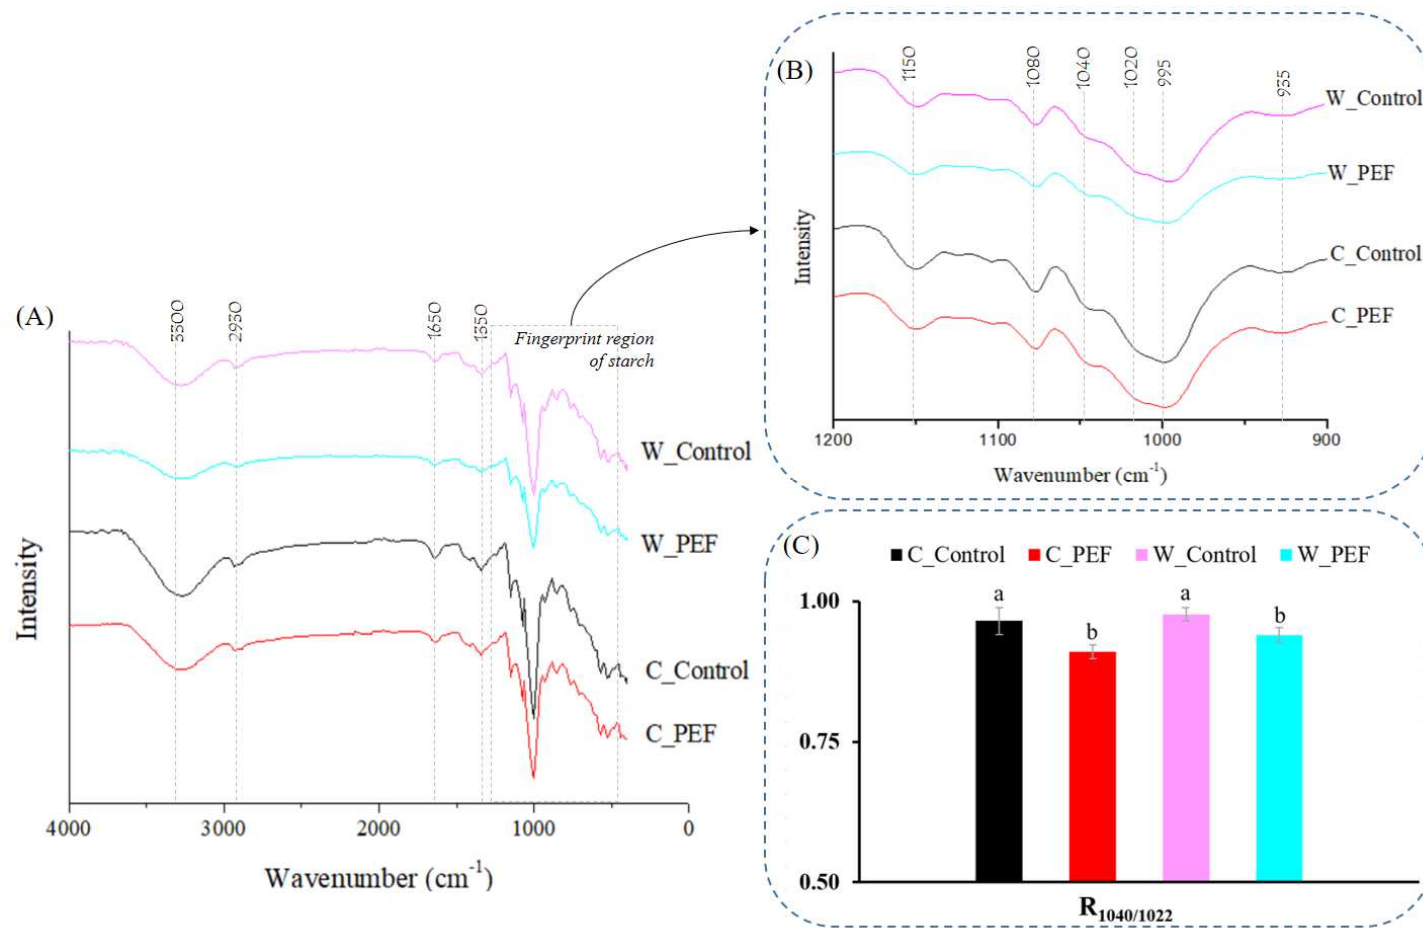 (A)
3300
2930
1650
1350
Fingerprint region
of starch
W_Control
W_PEF
C_Control
C_PEF
Intensity
4000
3000
2000
1000
0
Wavenumber (cm⁻¹)
(B)
1150
1080
1040
1020
995
935
W_Control
W_PEF
C_Control
C_PEF
Intensity
1200
1100
1000
900
Wavenumber (cm⁻¹)
(C)
C_Control C_PEF W_Control W_PEF
1.00
0.75
0.50
a
b
a
b
R1040/1022